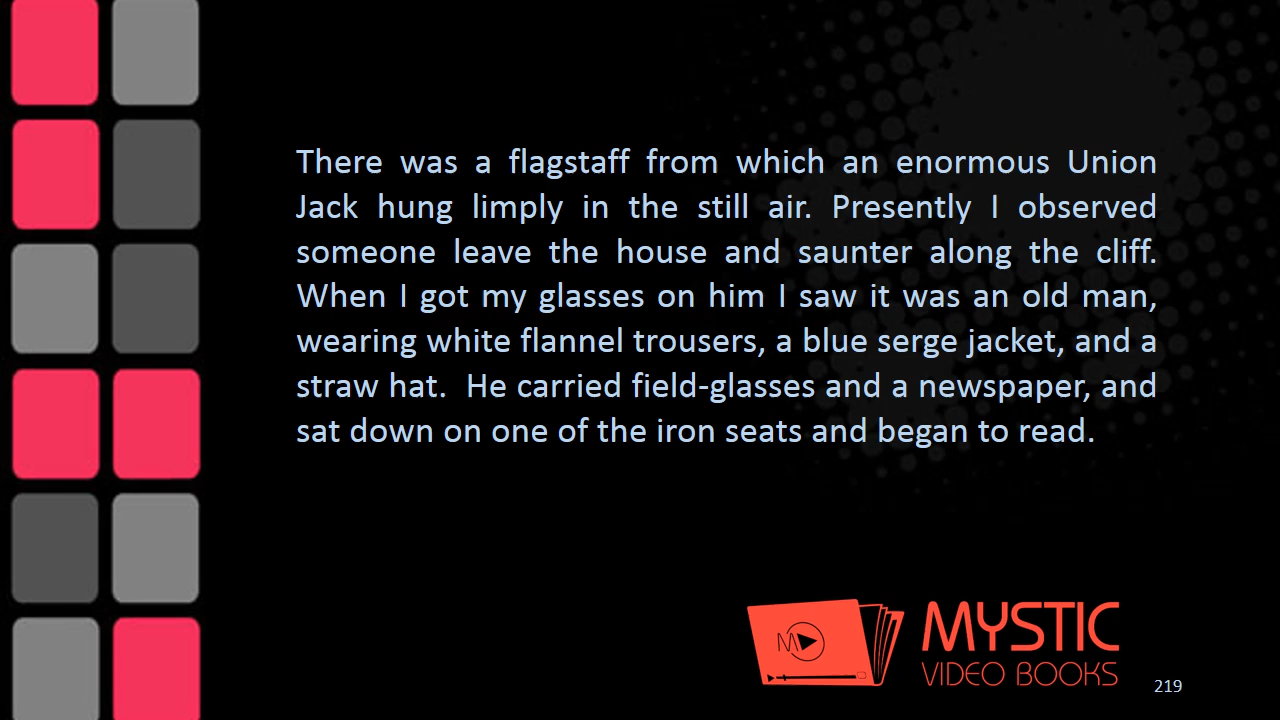 There was a flagstaff from which an enormous Union
Jack hung limply in the still air. Presently I observed
someone leave the house and saunter along the cliff.
When I got my glasses on him I saw it was an old man,
wearing white flannel trousers, a blue serge jacket, and a
straw hat.  He carried field-glasses and a newspaper, and
sat down on one of the iron seats and began to read.
M
MYSTIC
VIDEO BOOKS
219